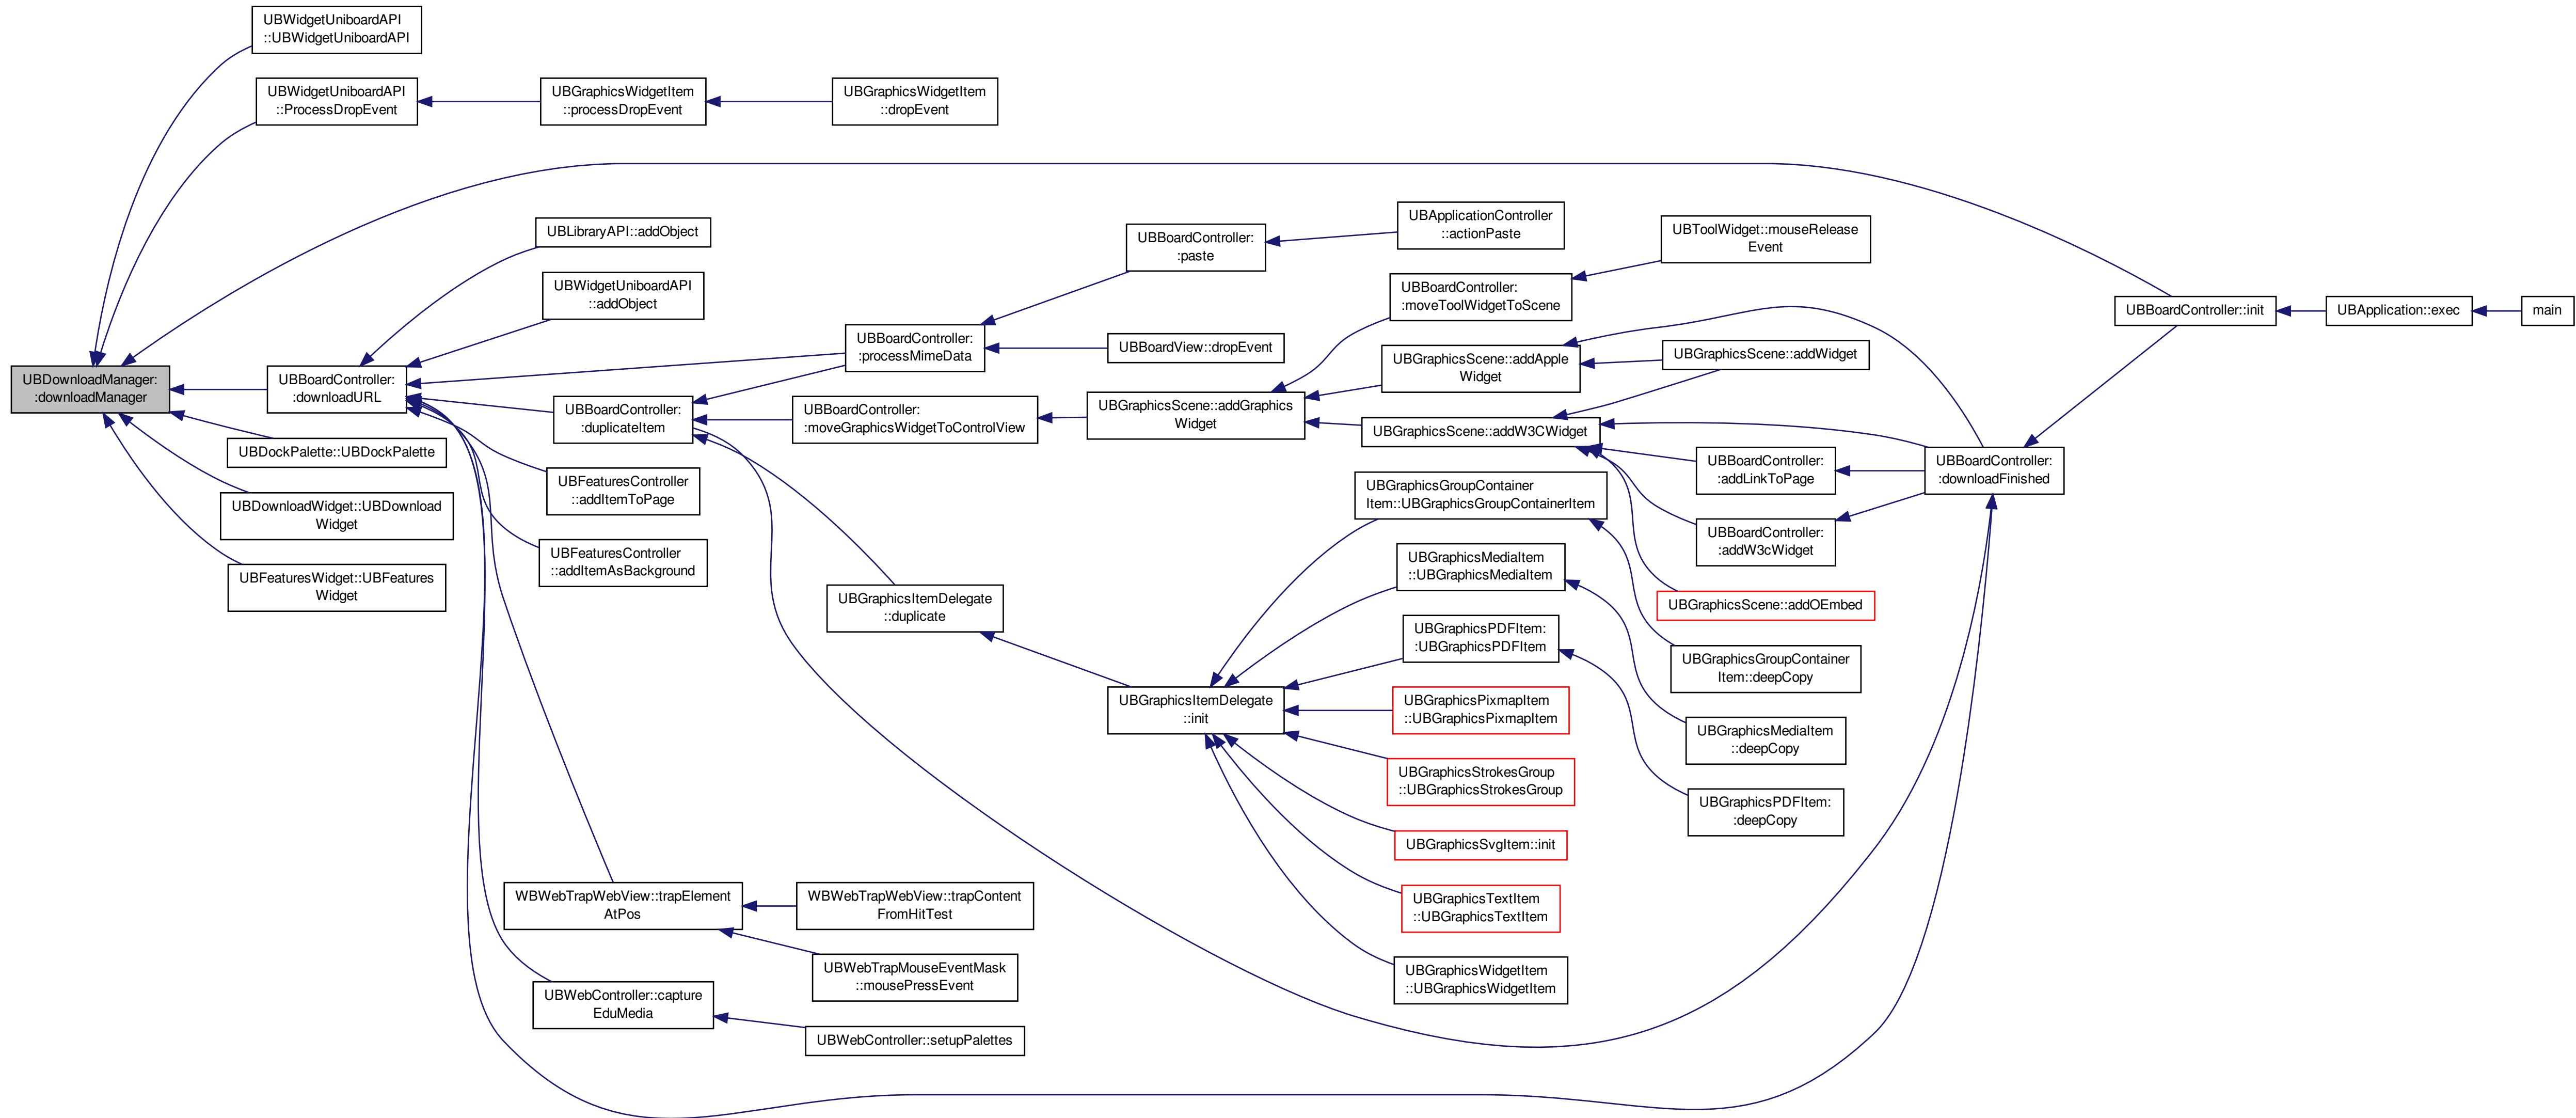 UBWidgetUniboardAPI
::UBWidgetUniboardAPI
UBWidgetUniboardAPI
::ProcessDropEvent
UBGraphicsWidgetItem
::processDropEvent
UBGraphicsWidgetItem
::dropEvent
UBLibraryAPI::addObject
UBWidgetUniboardAPI
::addObject
UBBoardController:
:paste
UBApplicationController
::actionPaste
UBToolWidget::mouseRelease
Event
UBBoardController:
:moveToolWidgetToScene
UBBoardController::init
UBApplication::exec
main
UBBoardController:
:processMimeData
UBBoardView::dropEvent
UBGraphicsScene::addApple
Widget
UBGraphicsScene::addWidget
UBDownloadManager:
:downloadManager
UBBoardController:
:downloadURL
UBBoardController:
:duplicateItem
UBBoardController:
:moveGraphicsWidgetToControlView
UBGraphicsScene::addGraphics
Widget
UBGraphicsScene::addW3CWidget
UBBoardController:
:addLinkToPage
UBBoardController:
:downloadFinished
UBDockPalette::UBDockPalette
UBFeaturesController
::addItemToPage
UBGraphicsGroupContainer
Item::UBGraphicsGroupContainerItem
UBBoardController:
:addW3cWidget
UBDownloadWidget::UBDownload
Widget
UBFeaturesController
::addItemAsBackground
UBGraphicsMediaItem
::UBGraphicsMediaItem
UBFeaturesWidget::UBFeatures
Widget
UBGraphicsScene::addOEmbed
UBGraphicsItemDelegate
::duplicate
UBGraphicsPDFItem:
:UBGraphicsPDFItem
UBGraphicsGroupContainer
Item::deepCopy
UBGraphicsItemDelegate
::init
UBGraphicsPixmapItem
::UBGraphicsPixmapItem
UBGraphicsMediaItem
::deepCopy
UBGraphicsStrokesGroup
::UBGraphicsStrokesGroup
UBGraphicsPDFItem:
:deepCopy
UBGraphicsSvgItem::init
WBWebTrapWebView::trapElement
AtPos
WBWebTrapWebView::trapContent
FromHitTest
UBGraphicsTextItem
::UBGraphicsTextItem
UBWebTrapMouseEventMask
::mousePressEvent
UBGraphicsWidgetItem
::UBGraphicsWidgetItem
UBWebController::capture
EduMedia
UBWebController::setupPalettes